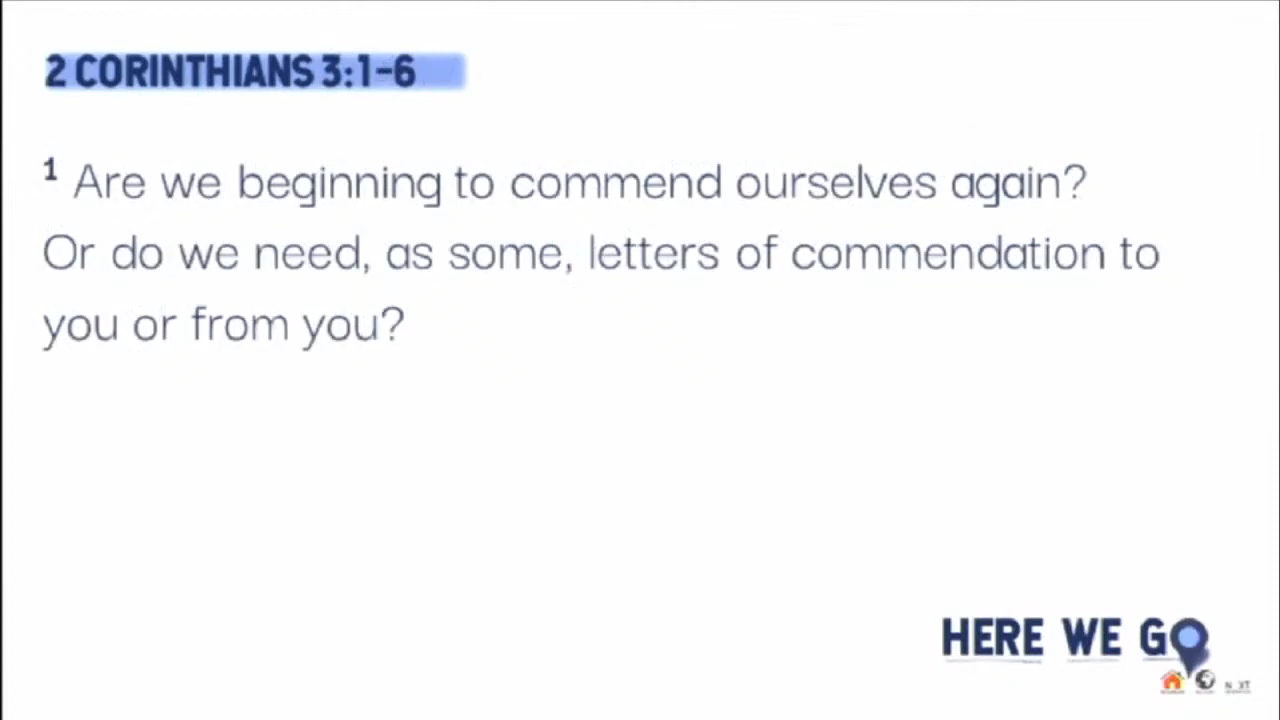 2 CORINTHIANS 3:1-6
1 Are we beginning to commend ourselves again?
Or do we need, as some, letters of commendation to
you or from you?
HERE WE GO